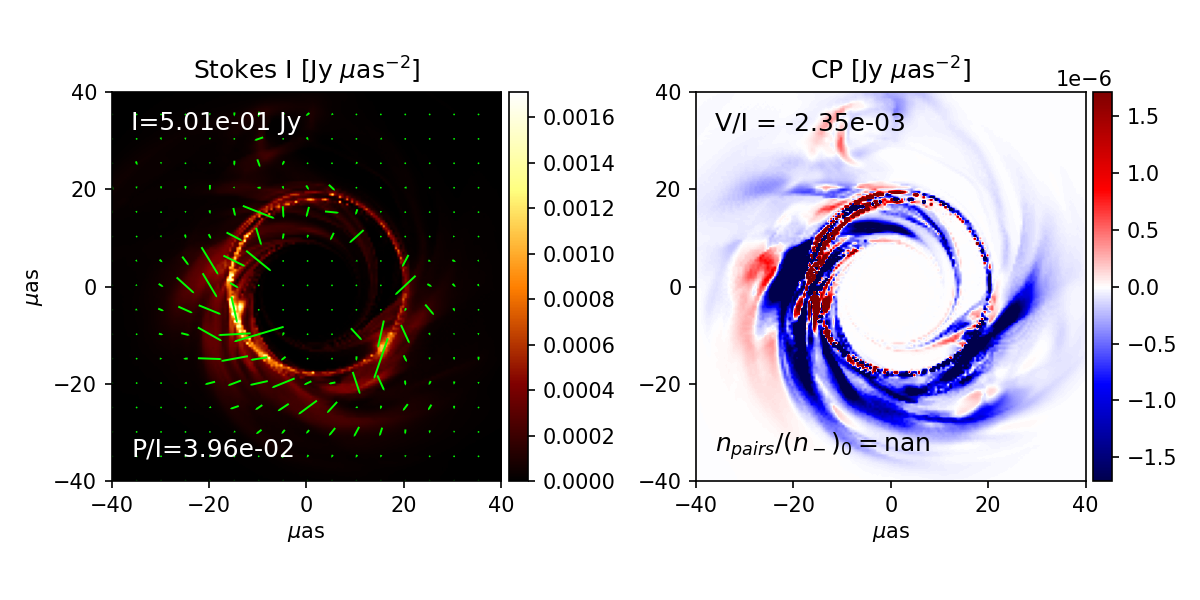 Stokes I [Jy μas⁻²]
I=5.01e-01 Jy
P/I=3.96e-02
40
20
0
−20
−40
μas
−40 −20 0 20 40
μas
0.0016
0.0014
0.0012
0.0010
0.0008
0.0006
0.0004
0.0002
0.0000
CP [Jy μas⁻²]
1e−6
V/I = -2.35e-03
n_pairs/(n_−)_0 = nan
40
20
0
−20
−40
−40 −20 0 20 40
μas
1.5
1.0
0.5
0.0
−0.5
−1.0
−1.5